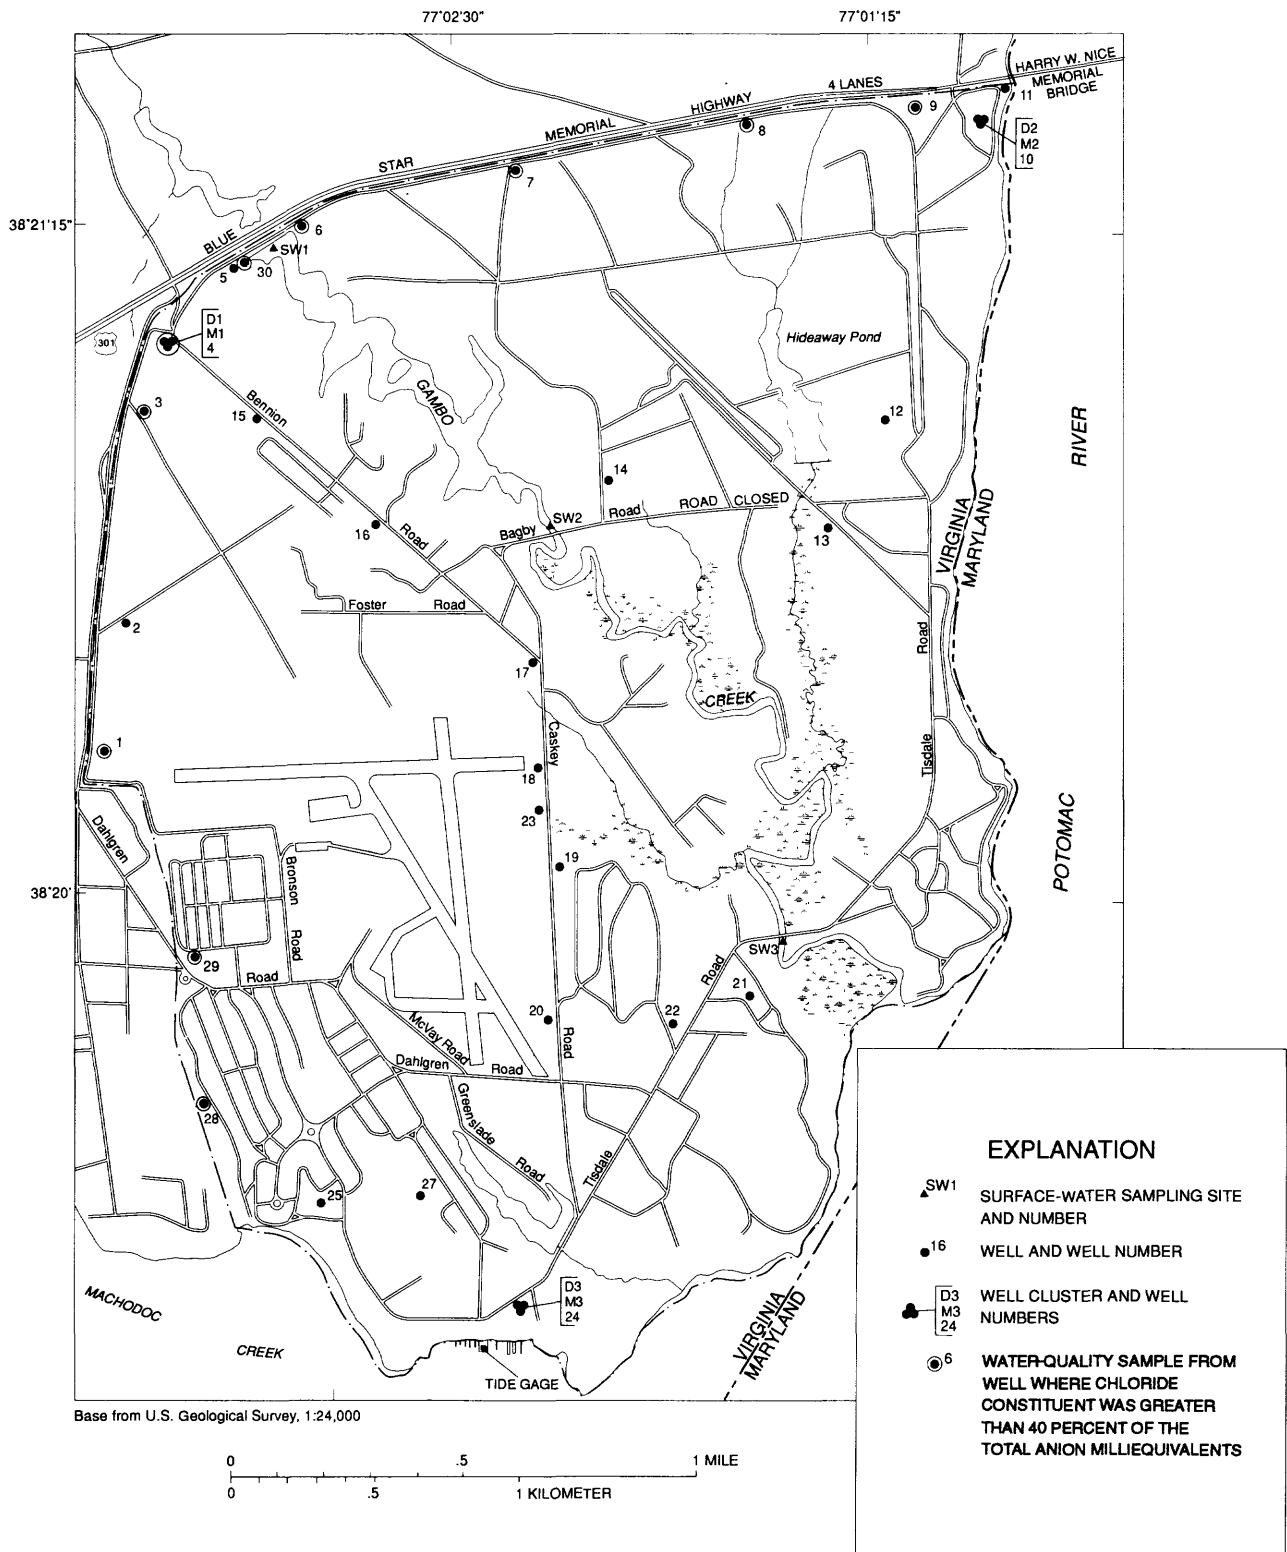 77°02'30"
77°01'15"
HARRY W. NICE
MEMORIAL
BRIDGE
4 LANES
HIGHWAY
MEMORIAL
STAR
BLUE
11
9
8
D2
M2
10
7
38°21'15"
6
SW1
5
30
D1
M1
4
301
Hideaway Pond
3
15
Bennion
GAMBO
12
RIVER
14
ROAD CLOSED
Road
SW2
Bagby
16
Road
13
VIRGINIA
MARYLAND
Foster Road
2
Road
17
CREEK
1
Caskey
Tisdale
18
23
Dahlgren
POTOMAC
Bronson
19
38°20'
Road
SW3
29
Road
Road
21
20
22
McVay Road
Road
Dahlgren Road
28
Greenslade
Road
Tisdale
25
27
D3
M3
24
MACHODOC
CREEK
VIRGINIA
MARYLAND
TIDE GAGE
EXPLANATION
SW1
SURFACE-WATER SAMPLING SITE
AND NUMBER
16
WELL AND WELL NUMBER
D3
M3
24
WELL CLUSTER AND WELL
NUMBERS
6
WATER-QUALITY SAMPLE FROM
WELL WHERE CHLORIDE
CONSTITUENT WAS GREATER
THAN 40 PERCENT OF THE
TOTAL ANION MILLIEQUIVALENTS
Base from U.S. Geological Survey, 1:24,000
0 .5 1 MILE
0 .5 1 KILOMETER